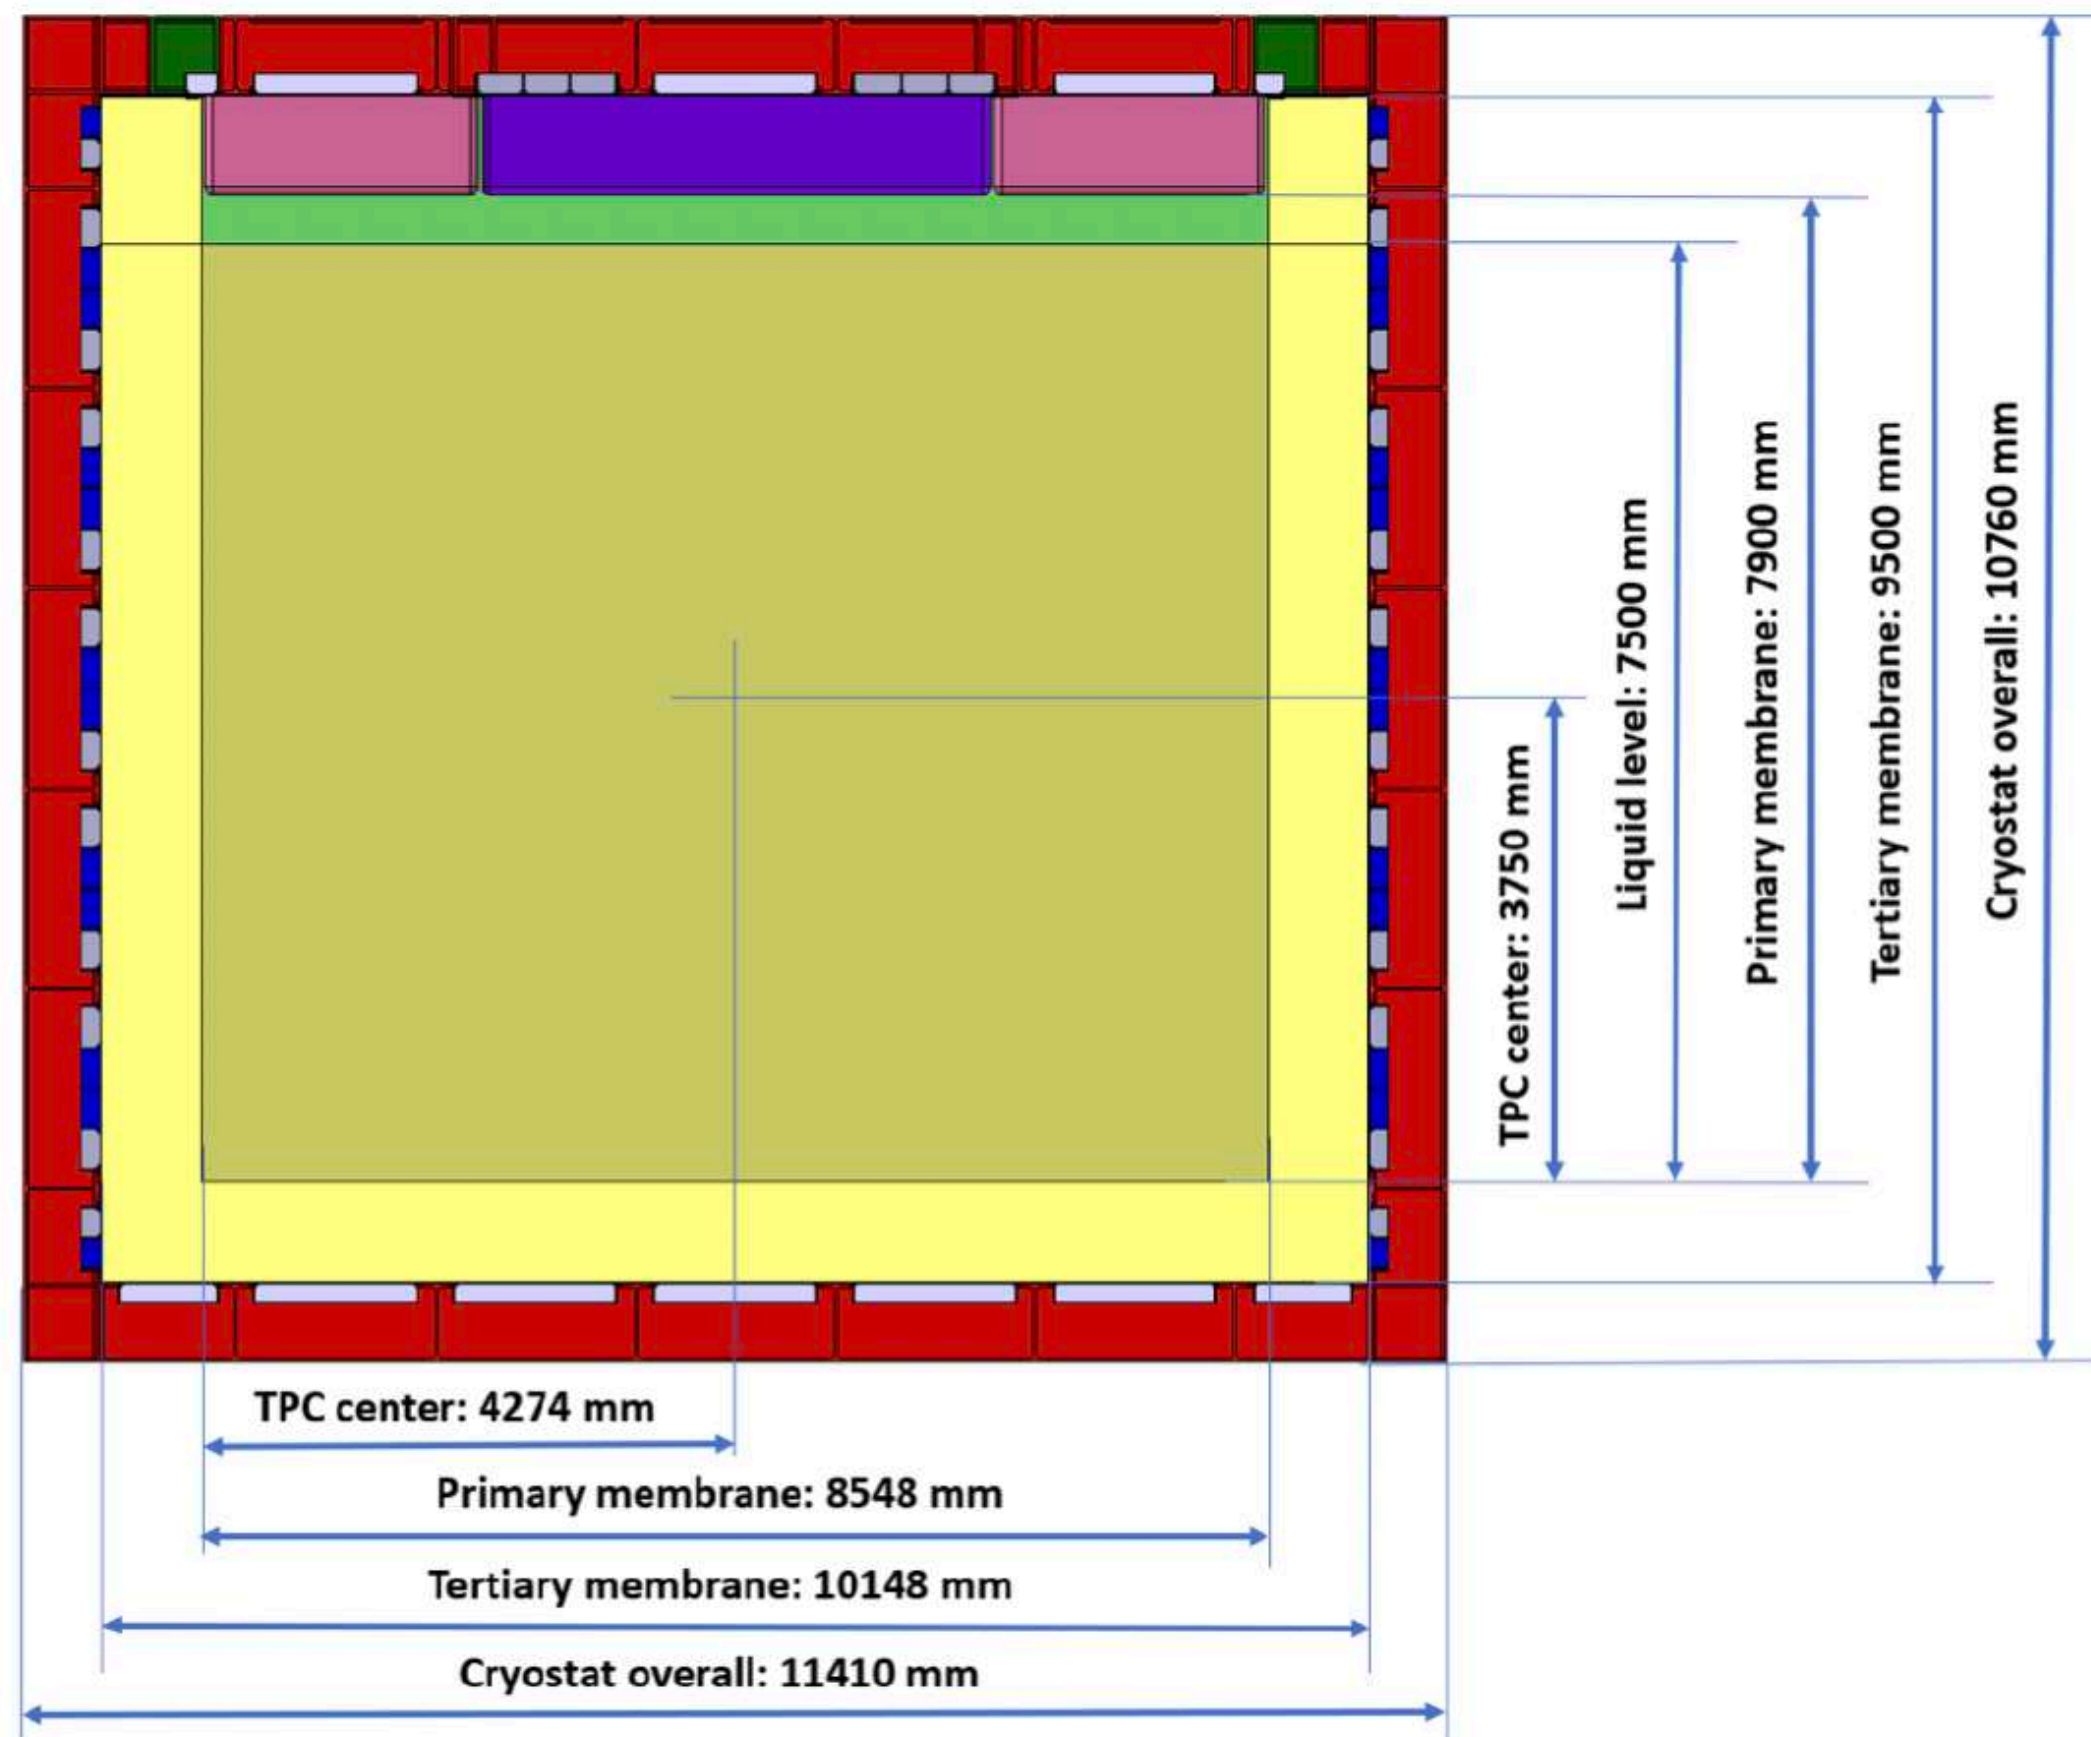 TPC center: 3750 mm
Liquid level: 7500 mm
Primary membrane: 7900 mm
Tertiary membrane: 9500 mm
Cryostat overall: 10760 mm
TPC center: 4274 mm
Primary membrane: 8548 mm
Tertiary membrane: 10148 mm
Cryostat overall: 11410 mm